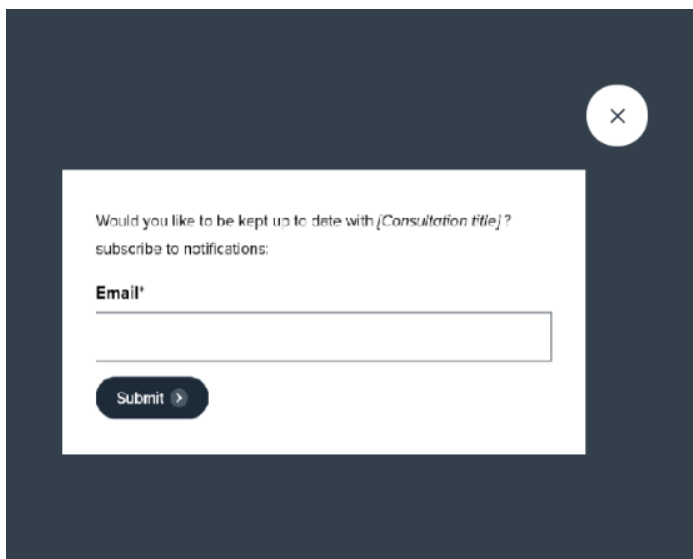 Would you like to be kept up to date with [Consultation title] ?
subscribe to notifications:
Email*
Submit